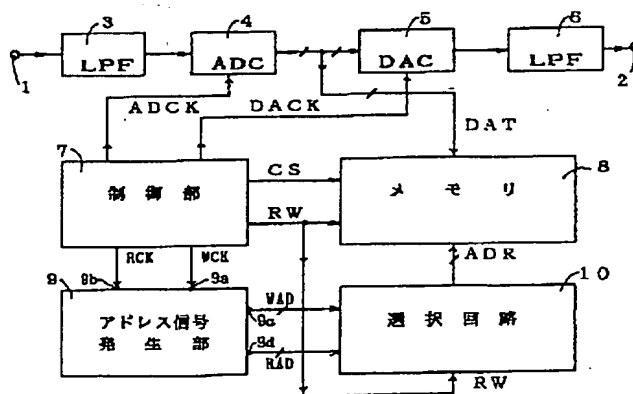 3 4 5 6
LPF ADC DAC LPF
1 2
ADCK DACK
DAT
7 8
制御部 CS メモリ
RW
RCK WCK ADR
9 9b 9a 10
アドレス信号 WAD 9c 選択回路
発生部 9d
RAD
RW